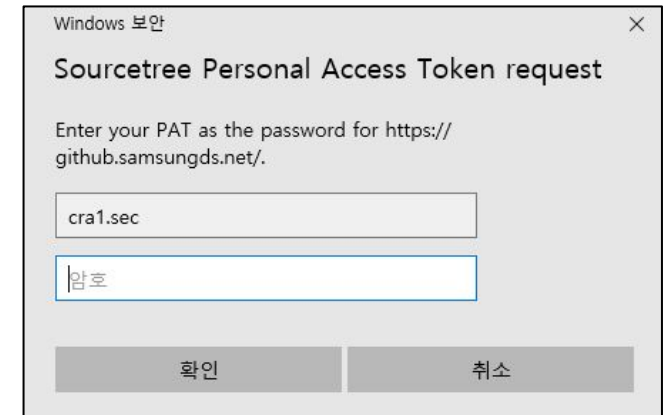 Windows 보안
Sourcetree Personal Access Token request
Enter your PAT as the password for https://
github.samsungds.net/.
cra1.sec
암호
확인
취소